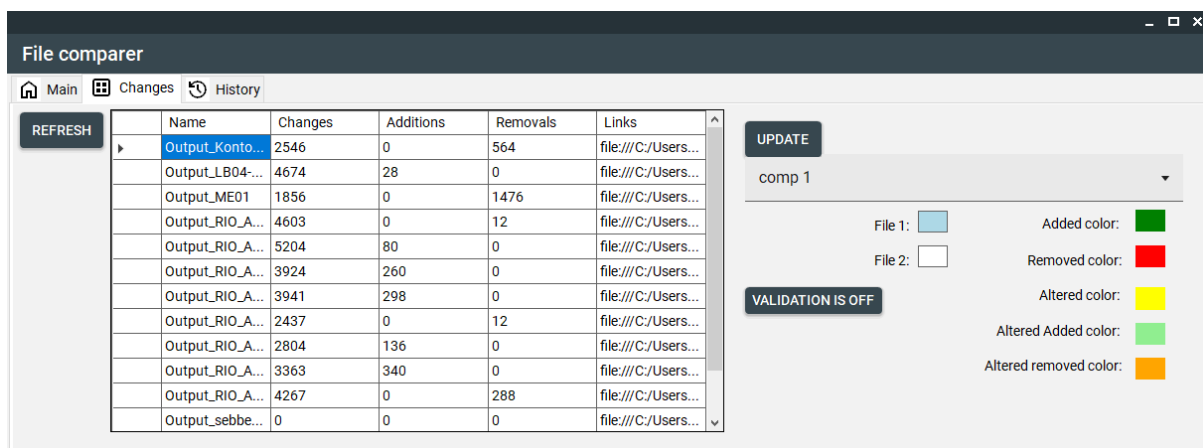 File comparer
Main Changes History
REFRESH
Name Changes Additions Removals Links
Output_Konto... 2546 0 564 file:///C:/Users...
Output_LB04-... 4674 28 0 file:///C:/Users...
Output_ME01 1856 0 1476 file:///C:/Users...
Output_RIO_A... 4603 0 12 file:///C:/Users...
Output_RIO_A... 5204 80 0 file:///C:/Users...
Output_RIO_A... 3924 260 0 file:///C:/Users...
Output_RIO_A... 3941 298 0 file:///C:/Users...
Output_RIO_A... 2437 0 12 file:///C:/Users...
Output_RIO_A... 2804 136 0 file:///C:/Users...
Output_RIO_A... 3363 340 0 file:///C:/Users...
Output_RIO_A... 4267 0 288 file:///C:/Users...
Output_sebbe... 0 0 0 file:///C:/Users...
UPDATE
comp 1
File 1: Added color:
File 2: Removed color:
VALIDATION IS OFF Altered color:
Altered Added color:
Altered removed color: